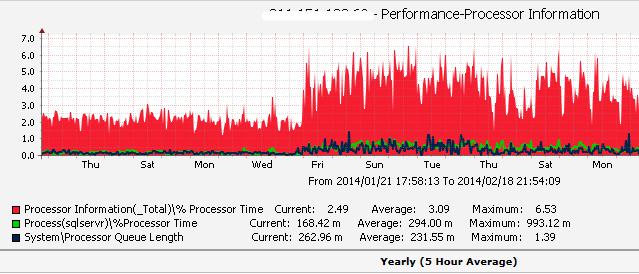 - Performance-Processor Information
7.0
6.0
5.0
4.0
3.0
2.0
1.0
0.0
Thu Sat Mon Wed Fri Sun Tue Thu Sat Mon
From 2014/01/21 17:58:13 To 2014/02/18 21:54:09
Processor Information(_Total)\% Processor Time Current: 2.49 Average: 3.09 Maximum: 6.53
Process(sqlservr)\%Processor Time Current: 168.42 m Average: 294.00 m Maximum: 993.12 m
System\Processor Queue Length Current: 262.96 m Average: 231.55 m Maximum: 1.39
Yearly (5 Hour Average)